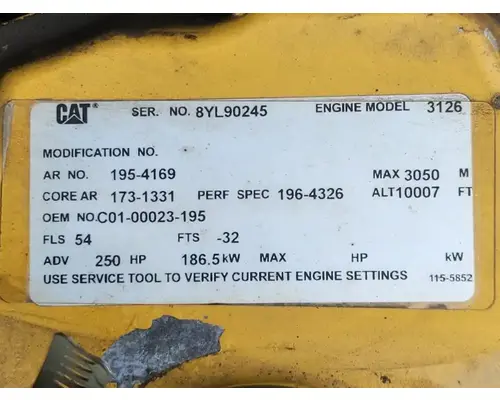 CAT® SER. NO. 8YL90245 ENGINE MODEL 3126
MODIFICATION NO.
AR NO. 195-4169 MAX 3050 M
CORE AR 173-1331 PERF SPEC 196-4326 ALT 10007 FT
OEM NO. C01-00023-195
FLS 54 FTS -32
ADV 250 HP 186.5 kW MAX HP kW
USE SERVICE TOOL TO VERIFY CURRENT ENGINE SETTINGS 115-5852